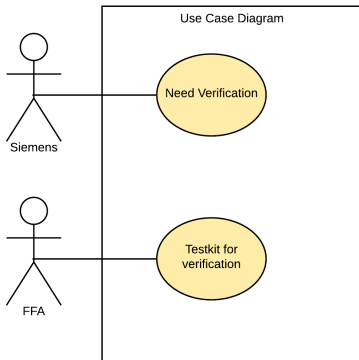 Use Case Diagram
Need Verification
Siemens
Testkit for
verification
FFA